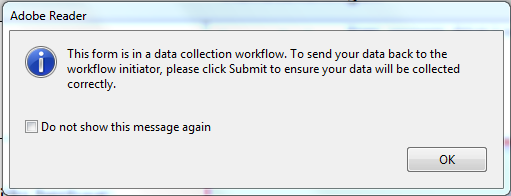 Adobe Reader
This form is in a data collection workflow. To send your data back to the
workflow initiator, please click Submit to ensure your data will be collected
correctly.
Do not show this message again
OK